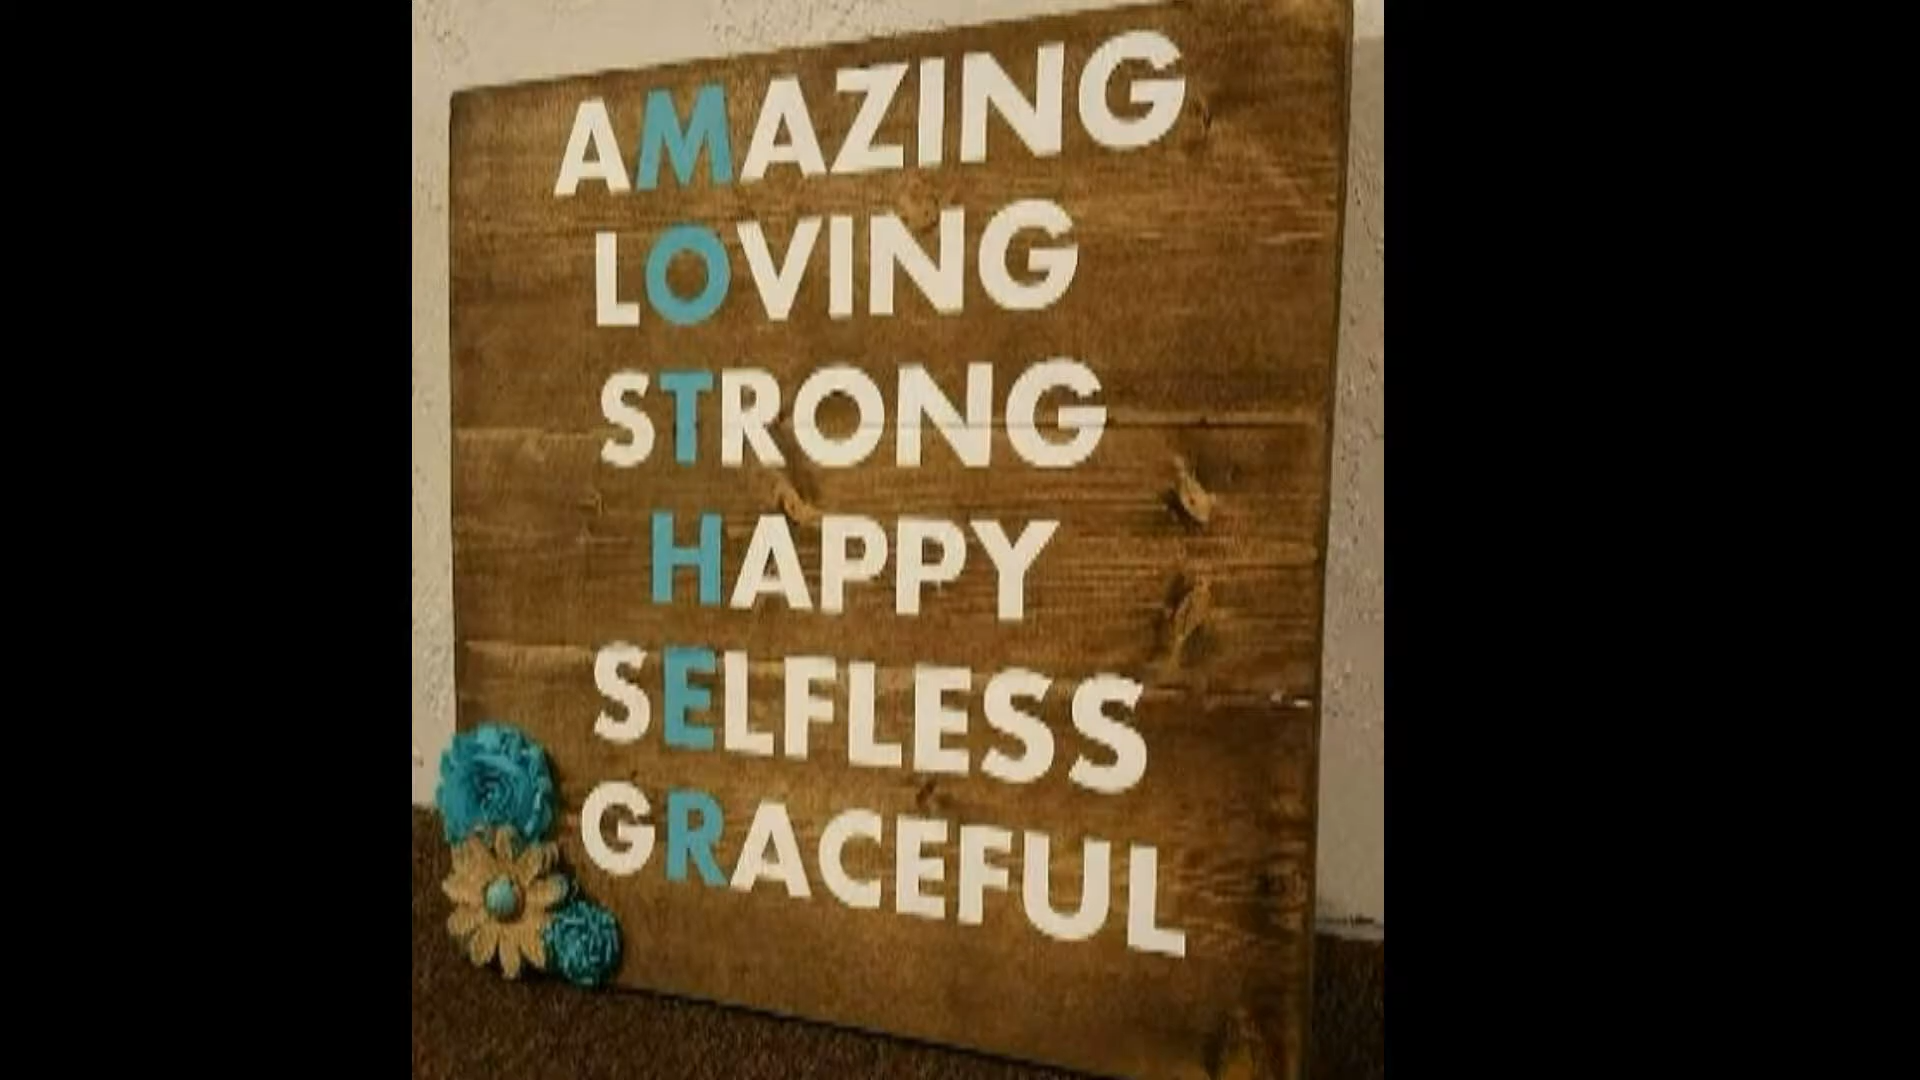 AMAZING
LOVING
STRONG
HAPPY
SELFLESS
GRACEFUL